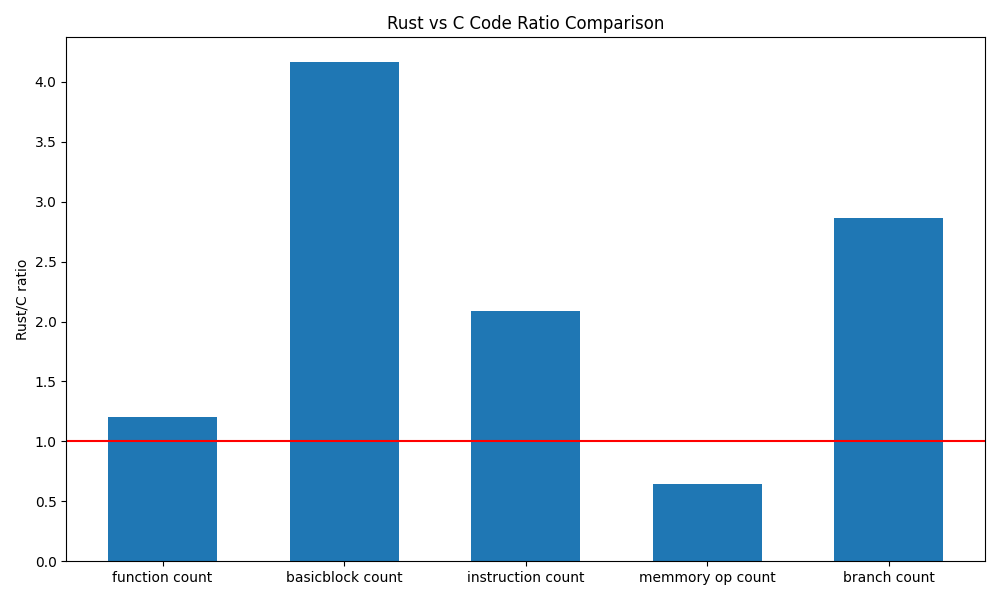 Rust vs C Code Ratio Comparison
Rust/C ratio
4.0
3.5
3.0
2.5
2.0
1.5
1.0
0.5
0.0
function count
basicblock count
instruction count
memmory op count
branch count